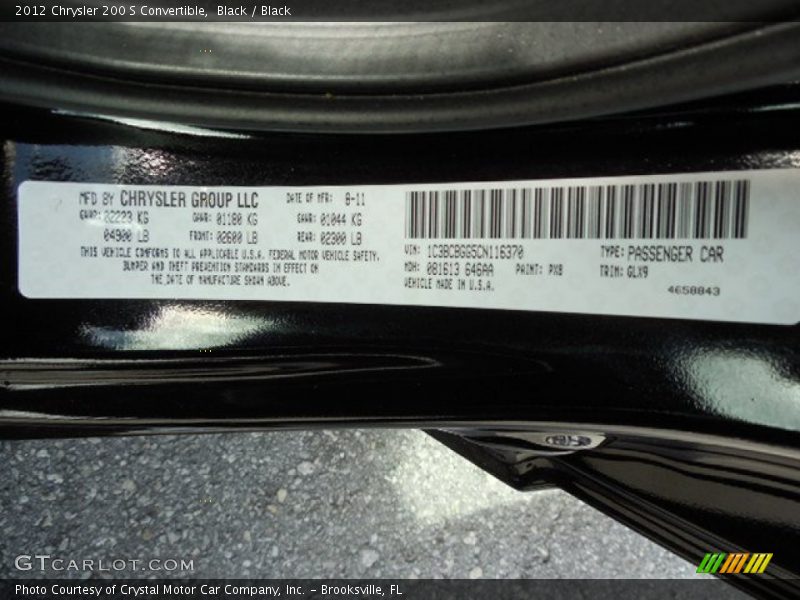 2012 Chrysler 200 S Convertible, Black / Black
MFD BY CHRYSLER GROUP LLC DATE OF MFR: 8-11
GVWR: 02223 KG GAWR: 01180 KG GAWR: 01044 KG
04900 LB FRONT: 02600 LB REAR: 02300 LB
THIS VEHICLE CONFORMS TO ALL APPLICABLE U.S.A. FEDERAL MOTOR VEHICLE SAFETY,
BUMPER AND THEFT PREVENTION STANDARDS IN EFFECT ON
THE DATE OF MANUFACTURE SHOWN ABOVE.
VIN: 1C3BCBGG5CN116370 TYPE: PASSENGER CAR
MDH: 081613 646AA PAINT: PX8 TRIM: GLX9
VEHICLE MADE IN U.S.A.
4658843
GTCARLOT.COM
Photo Courtesy of Crystal Motor Car Company, Inc. – Brooksville, FL